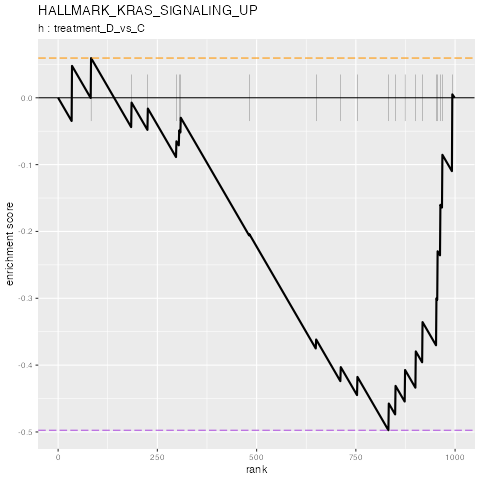 HALLMARK_KRAS_SIGNALING_UP
h : treatment_D_vs_C
enrichment score
0.0
-0.1
-0.2
-0.3
-0.4
-0.5
0
250
500
750
1000
rank